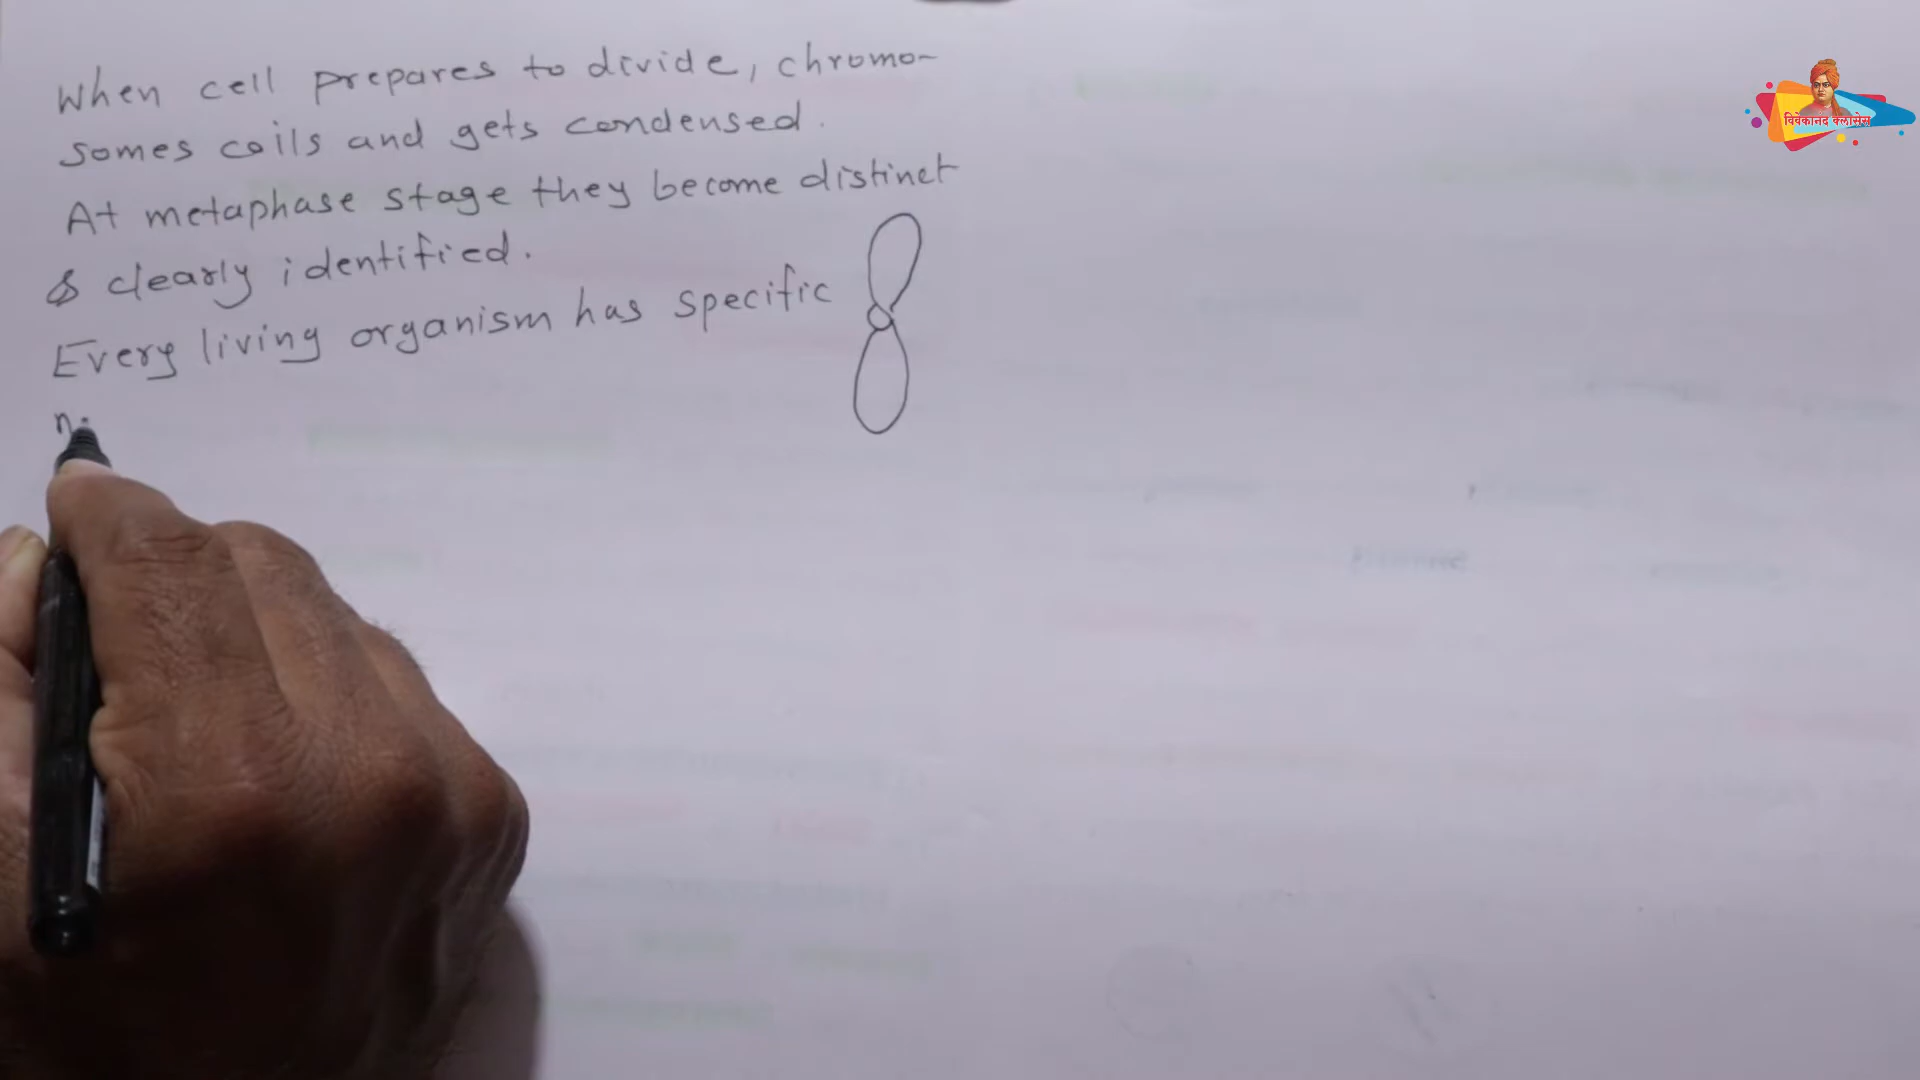 When cell prepares to divide, chromo-
somes coils and gets condensed.
At metaphase stage they become distinct
& clearly identified.
Every living organism has specific
n
विवेकानंद क्लासेस